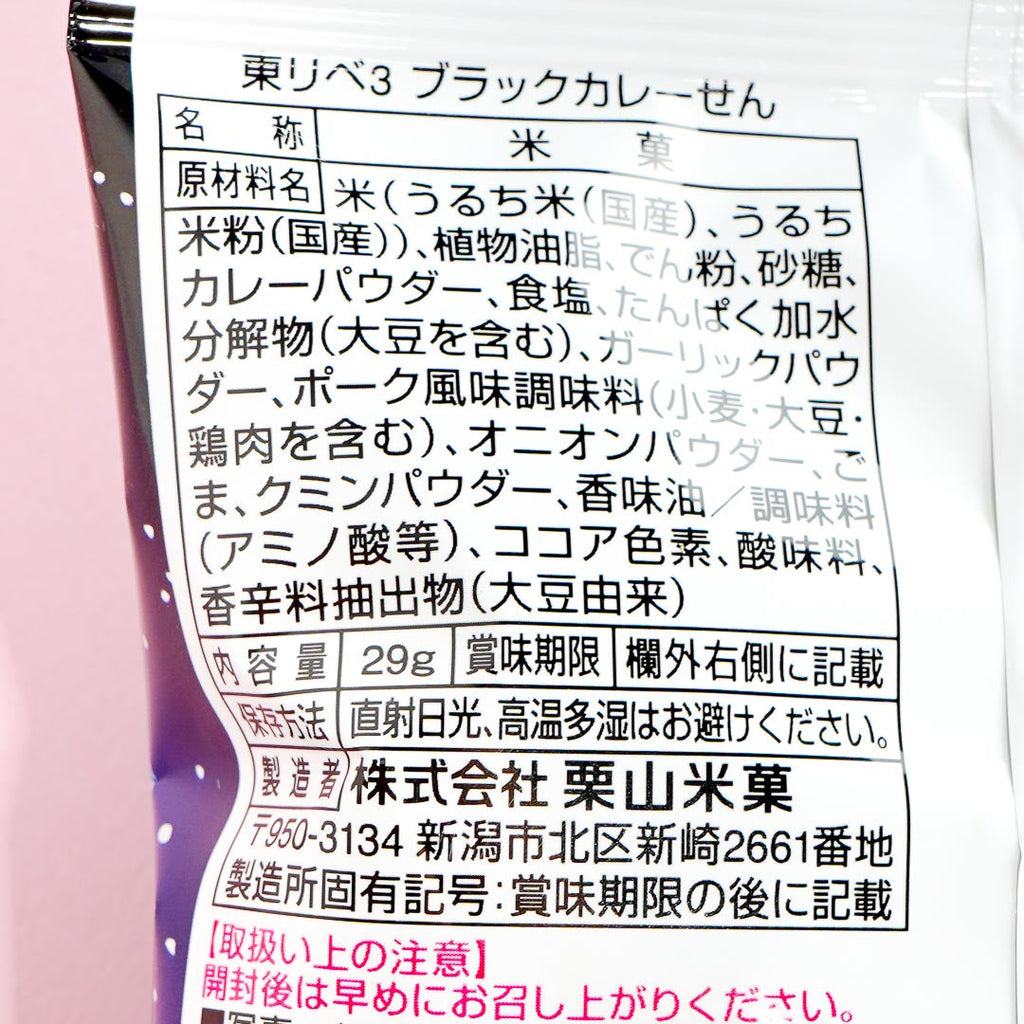 東リベ3 ブラックカレーせん
名称 米菓
原材料名 米(うるち米(国産)、うるち
米粉(国産))、植物油脂、でん粉、砂糖、
カレーパウダー、食塩、たんぱく加水
分解物(大豆を含む)、ガーリックパウ
ダー、ポーク風味調味料(小麦・大豆・
鶏肉を含む)、オニオンパウダー、ご
ま、クミンパウダー、香味油／調味料
(アミノ酸等)、ココア色素、酸味料、
香辛料抽出物(大豆由来)
内容量 29g 賞味期限 欄外右側に記載
保存方法 直射日光、高温多湿はお避けください。
製造者 株式会社 栗山米菓
〒950-3134 新潟市北区新崎2661番地
製造所固有記号:賞味期限の後に記載
【取扱い上の注意】
開封後は早めにお召し上がりください。